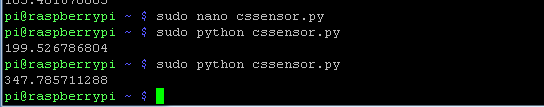 pi@raspberrypi ~ $ sudo nano cssensor.py
pi@raspberrypi ~ $ sudo python cssensor.py
199.526786804
pi@raspberrypi ~ $ sudo python cssensor.py
347.785711288
pi@raspberrypi ~ $